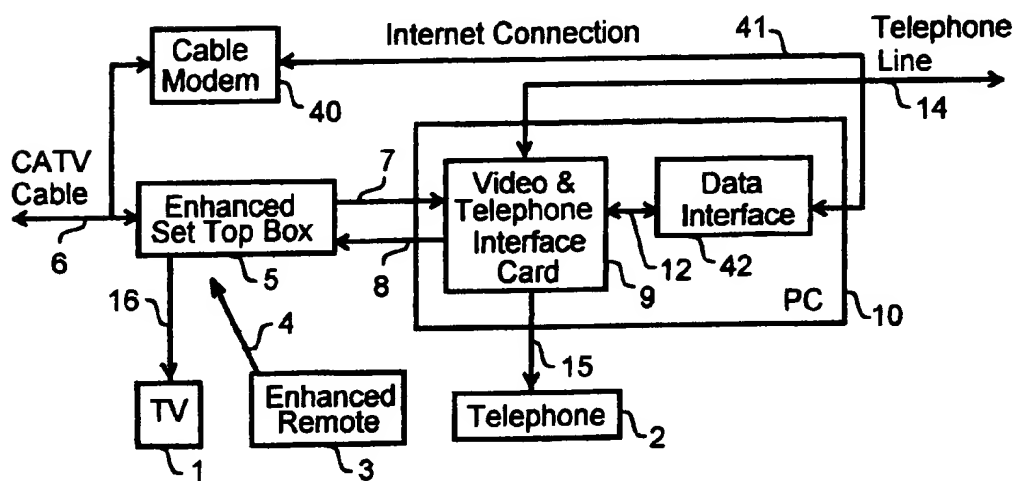 Internet Connection
41
Telephone
Line
14
Cable
Modem
40
CATV
Cable
6
7
Enhanced
Set Top Box
5
8
Video &
Telephone
Interface
Card
9
12
Data
Interface
42
PC
10
16
4
15
TV
1
Enhanced
Remote
3
Telephone
2